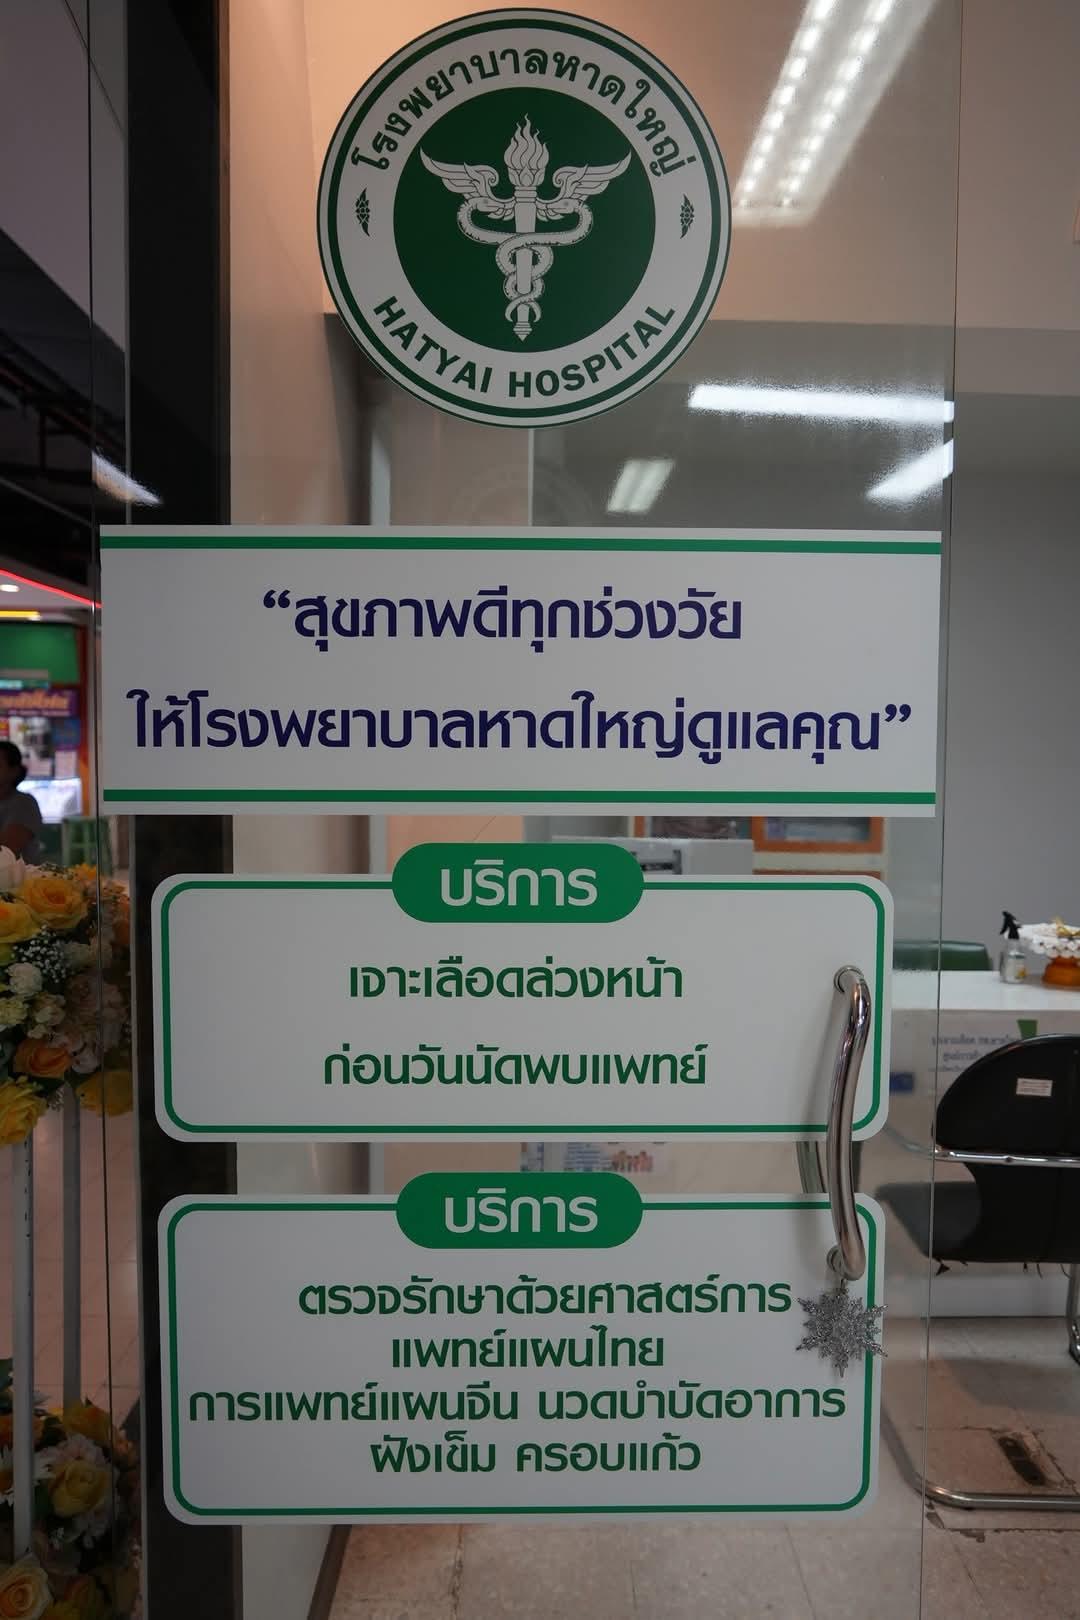 โรงพยาบาลหาดใหญ่
HATYAI HOSPITAL
“สุขภาพดีทุกช่วงวัย
ให้โรงพยาบาลหาดใหญ่ดูแลคุณ”
บริการ
เจาะเลือดล่วงหน้า
ก่อนวันนัดพบแพทย์
บริการ
ตรวจรักษาด้วยศาสตร์การ
แพทย์แผนไทย
การแพทย์แผนจีน นวดบำบัดอาการ
ฝังเข็ม ครอบแก้ว